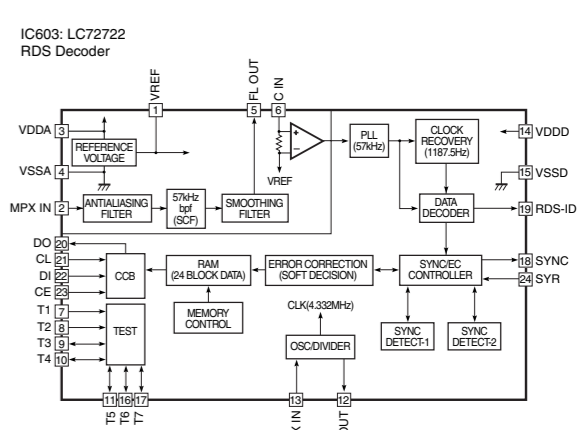 IC603: LC72722
RDS Decoder
VREF
FL OUT
C IN
1
5
6
VDDA 3
REFERENCE
VOLTAGE
VSSA 4
+
−
VREF
PLL
(57kHz)
CLOCK
RECOVERY
(1187.5Hz)
14 VDDD
15 VSSD
MPX IN 2
ANTIALIASING
FILTER
57kHz
bpf
(SCF)
SMOOTHING
FILTER
DATA
DECODER
19 RDS-ID
DO 20
CL 21
DI 22
CE 23
CCB
RAM
(24 BLOCK DATA)
ERROR CORRECTION
(SOFT DECISION)
SYNC/EC
CONTROLLER
18 SYNC
24 SYR
T1 7
T2 8
T3 9
T4 10
TEST
MEMORY
CONTROL
CLK(4.332MHz)
OSC/DIVIDER
SYNC
DETECT-1
SYNC
DETECT-2
11 16 17
13
12
T5
T6
T7
IN
OUT